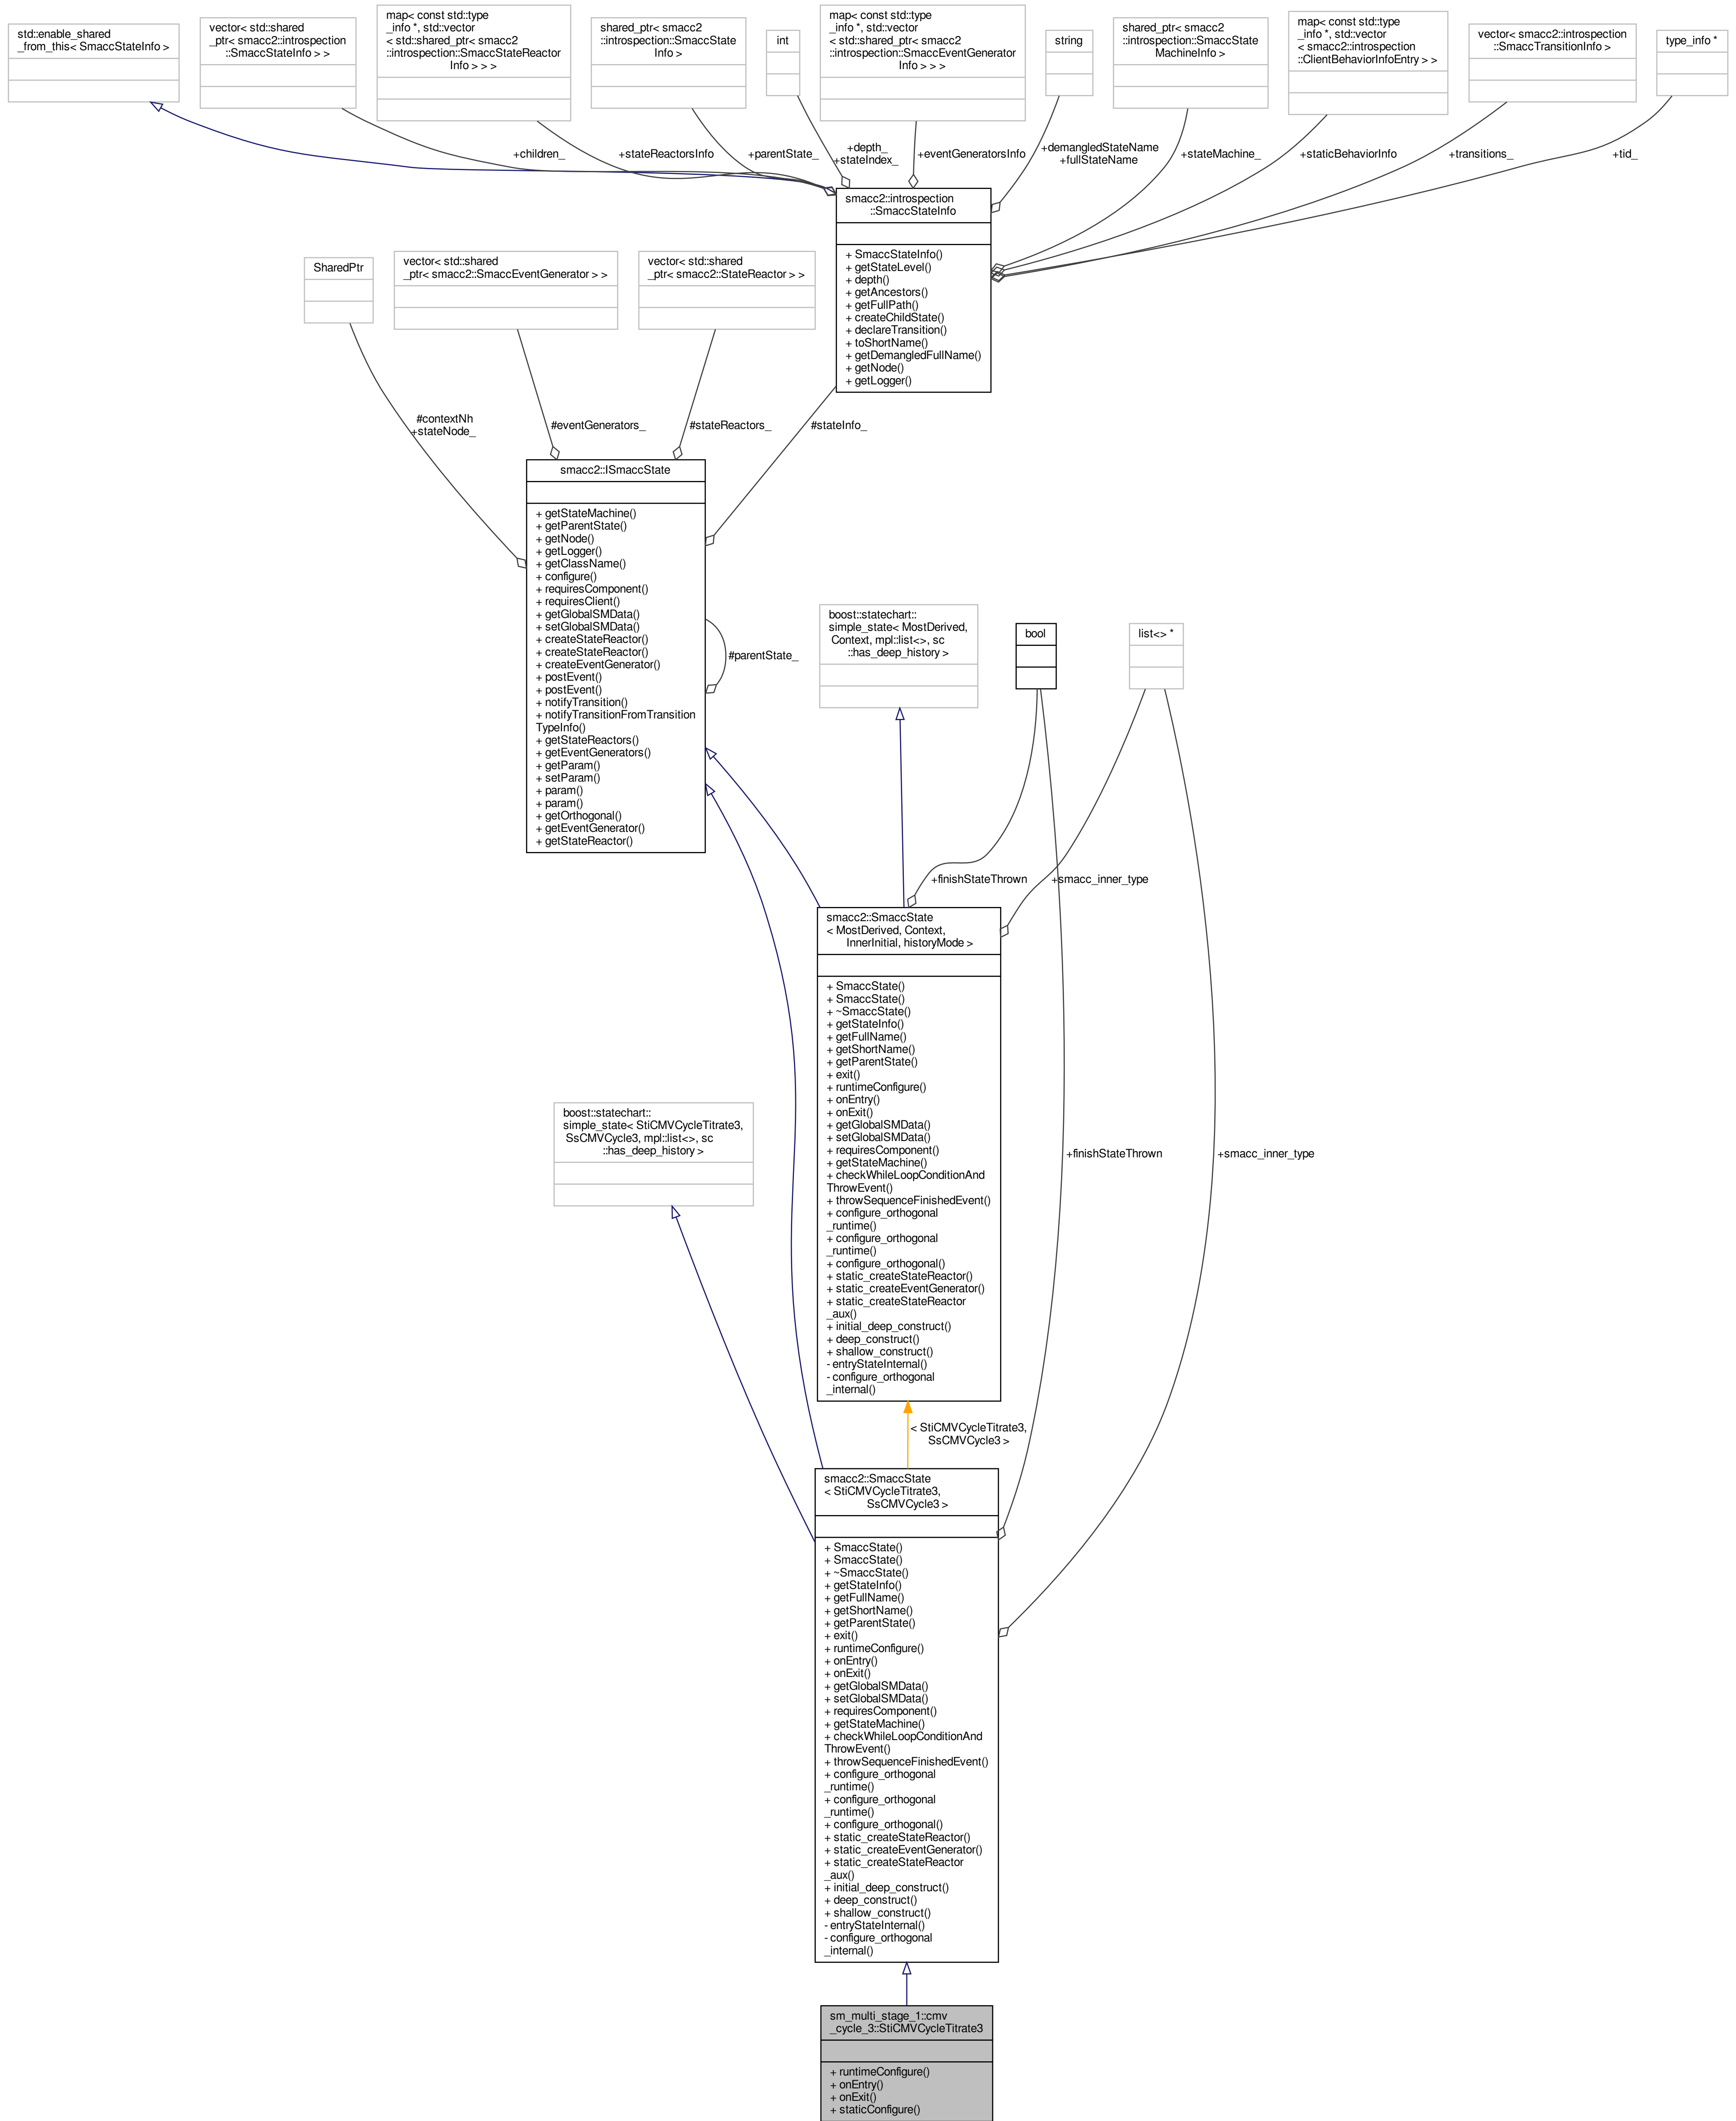 std::enable_shared
_from_this< SmaccStateInfo >
vector< std::shared
_ptr< smacc2::introspection
::SmaccStateInfo > >
map< const std::type
_info *, std::vector
< std::shared_ptr< smacc2
::introspection::SmaccStateReactor
Info > > >
shared_ptr< smacc2
::introspection::SmaccState
Info >
int
map< const std::type
_info *, std::vector
< std::shared_ptr< smacc2
::introspection::SmaccEventGenerator
Info > > >
string
shared_ptr< smacc2
::introspection::SmaccState
MachineInfo >
map< const std::type
_info *, std::vector
< smacc2::introspection
::ClientBehaviorInfoEntry > >
vector< smacc2::introspection
::SmaccTransitionInfo >
type_info *
+children_
+stateReactorsInfo
+parentState_
+depth_
+stateIndex_
+eventGeneratorsInfo
+demangledStateName
+fullStateName
+stateMachine_
+staticBehaviorInfo
+transitions_
+tid_
smacc2::introspection
::SmaccStateInfo
+ SmaccStateInfo()
+ getStateLevel()
+ depth()
+ getAncestors()
+ getFullPath()
+ createChildState()
+ declareTransition()
+ toShortName()
+ getDemangledFullName()
+ getNode()
+ getLogger()
SharedPtr
vector< std::shared
_ptr< smacc2::SmaccEventGenerator > >
vector< std::shared
_ptr< smacc2::StateReactor > >
#contextNh
+stateNode_
#eventGenerators_
#stateReactors_
#stateInfo_
smacc2::ISmaccState
+ getStateMachine()
+ getParentState()
+ getNode()
+ getLogger()
+ getClassName()
+ configure()
+ requiresComponent()
+ requiresClient()
+ getGlobalSMData()
+ setGlobalSMData()
+ createStateReactor()
+ createStateReactor()
+ createEventGenerator()
+ postEvent()
+ postEvent()
+ notifyTransition()
+ notifyTransitionFromTransition
TypeInfo()
+ getStateReactors()
+ getEventGenerators()
+ getParam()
+ setParam()
+ param()
+ param()
+ getOrthogonal()
+ getEventGenerator()
+ getStateReactor()
#parentState_
boost::statechart::
simple_state< MostDerived,
Context, mpl::list<>, sc
::has_deep_history >
bool
list<> *
+finishStateThrown
+smacc_inner_type
smacc2::SmaccState
< MostDerived, Context,
InnerInitial, historyMode >
+ SmaccState()
+ SmaccState()
+ ~SmaccState()
+ getStateInfo()
+ getFullName()
+ getShortName()
+ getParentState()
+ exit()
+ runtimeConfigure()
+ onEntry()
+ onExit()
+ getGlobalSMData()
+ setGlobalSMData()
+ requiresComponent()
+ getStateMachine()
+ checkWhileLoopConditionAnd
ThrowEvent()
+ throwSequenceFinishedEvent()
+ configure_orthogonal
_runtime()
+ configure_orthogonal
_runtime()
+ configure_orthogonal()
+ static_createStateReactor()
+ static_createEventGenerator()
+ static_createStateReactor
_aux()
+ initial_deep_construct()
+ deep_construct()
+ shallow_construct()
- entryStateInternal()
- configure_orthogonal
_internal()
boost::statechart::
simple_state< StiCMVCycleTitrate3,
SsCMVCycle3, mpl::list<>, sc
::has_deep_history >
+finishStateThrown
+smacc_inner_type
< StiCMVCycleTitrate3,
SsCMVCycle3 >
smacc2::SmaccState
< StiCMVCycleTitrate3,
SsCMVCycle3 >
+ SmaccState()
+ SmaccState()
+ ~SmaccState()
+ getStateInfo()
+ getFullName()
+ getShortName()
+ getParentState()
+ exit()
+ runtimeConfigure()
+ onEntry()
+ onExit()
+ getGlobalSMData()
+ setGlobalSMData()
+ requiresComponent()
+ getStateMachine()
+ checkWhileLoopConditionAnd
ThrowEvent()
+ throwSequenceFinishedEvent()
+ configure_orthogonal
_runtime()
+ configure_orthogonal
_runtime()
+ configure_orthogonal()
+ static_createStateReactor()
+ static_createEventGenerator()
+ static_createStateReactor
_aux()
+ initial_deep_construct()
+ deep_construct()
+ shallow_construct()
- entryStateInternal()
- configure_orthogonal
_internal()
sm_multi_stage_1::cmv
_cycle_3::StiCMVCycleTitrate3
+ runtimeConfigure()
+ onEntry()
+ onExit()
+ staticConfigure()